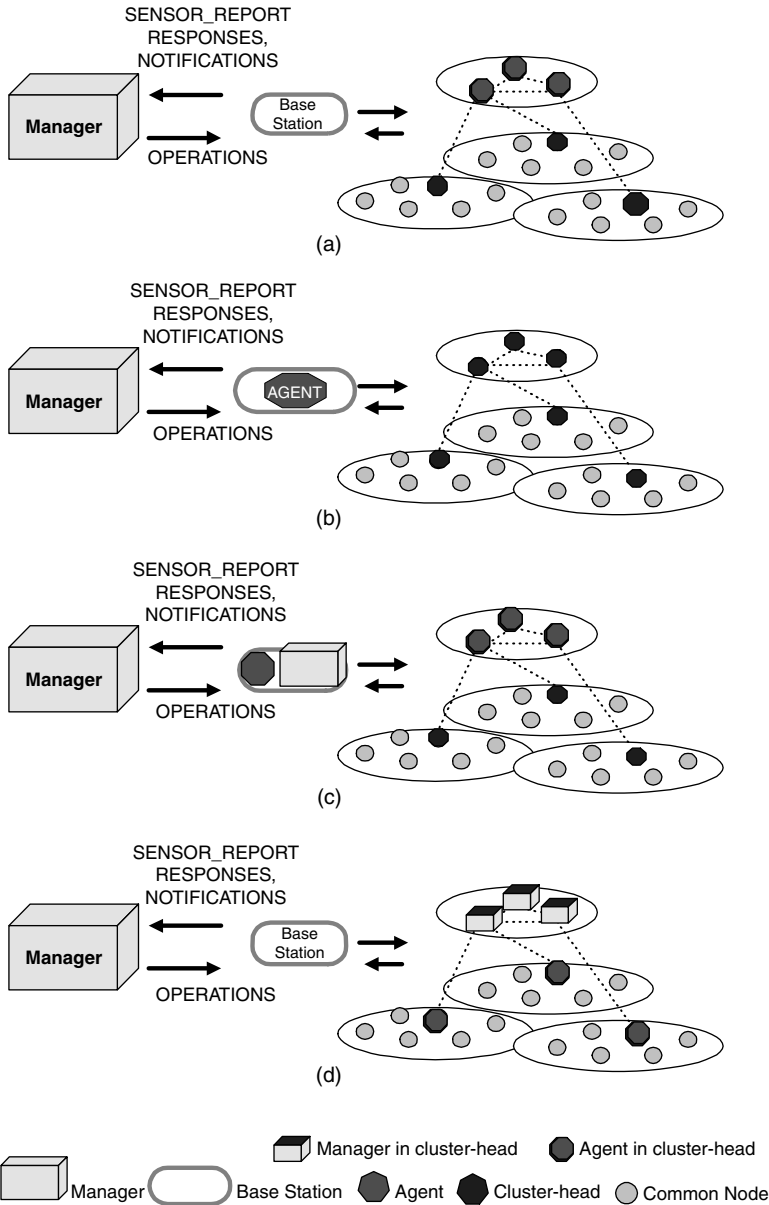 SENSOR_REPORT
RESPONSES,
NOTIFICATIONS
Manager
Base
Station
OPERATIONS
(a)
SENSOR_REPORT
RESPONSES,
NOTIFICATIONS
Manager
AGENT
OPERATIONS
(b)
SENSOR_REPORT
RESPONSES,
NOTIFICATIONS
Manager
OPERATIONS
(c)
SENSOR_REPORT
RESPONSES,
NOTIFICATIONS
Manager
Base
Station
OPERATIONS
(d)
Manager in cluster-head
Agent in cluster-head
Manager
Base Station
Agent
Cluster-head
Common Node